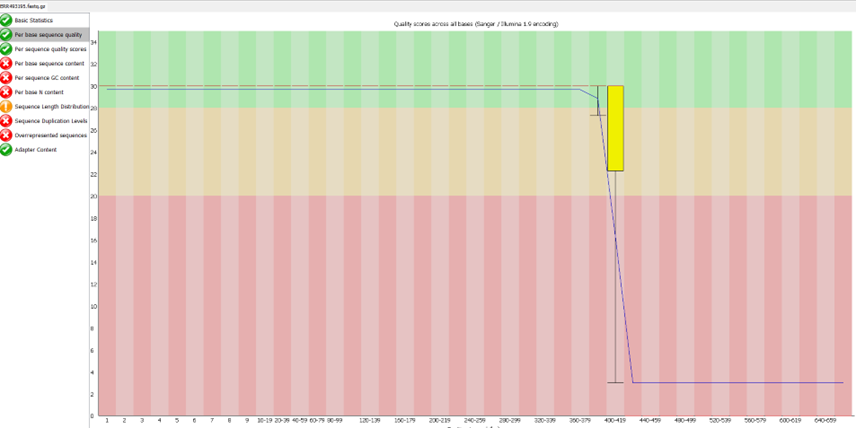 ERR493195.fastq.gz
Basic Statistics
Per base sequence quality
Per sequence quality scores
Per base sequence content
Per sequence GC content
Per base N content
Sequence Length Distribution
Sequence Duplication Levels
Overrepresented sequences
Adapter Content
Quality scores across all bases (Sanger / Illumina 1.9 encoding)
34
32
30
28
26
24
22
20
18
16
14
12
10
8
6
4
2
0
1 2 3 4 5 6 7 8 9 10-19 20-39 40-59 60-79 80-99 120-139 160-179 200-219 240-259 280-299 320-339 360-379 400-419 440-459 480-499 520-539 560-579 600-619 640-659